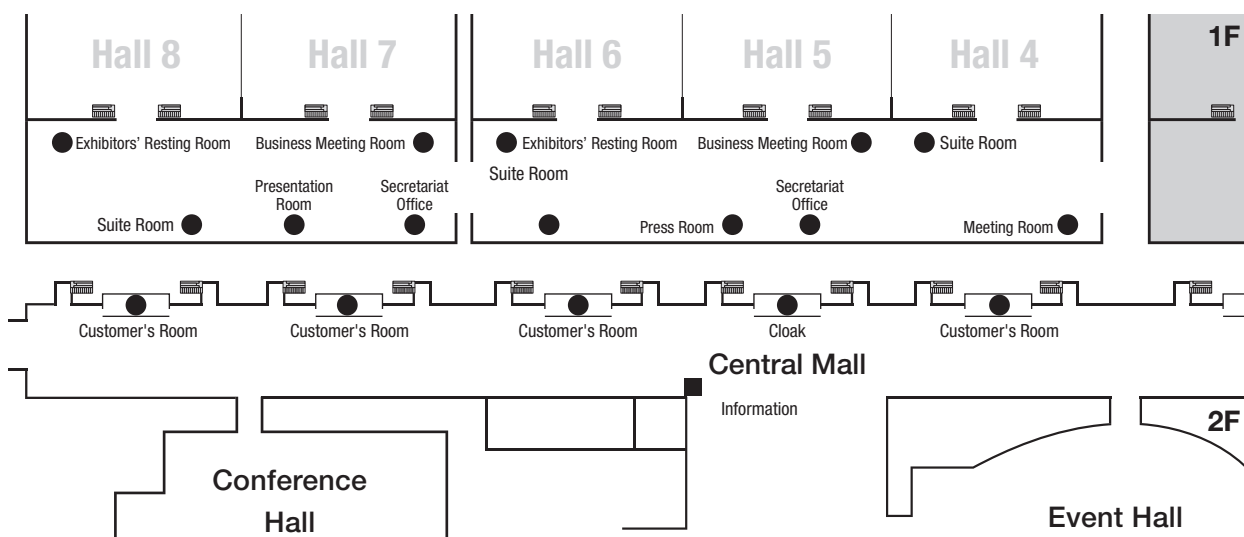 Hall 8
Hall 7
Hall 6
Hall 5
Hall 4
1F
Exhibitors' Resting Room
Business Meeting Room
Exhibitors' Resting Room
Business Meeting Room
Suite Room
Suite Room
Presentation
Room
Secretariat
Office
Secretariat
Office
Suite Room
Press Room
Meeting Room
Customer's Room
Customer's Room
Customer's Room
Cloak
Customer's Room
Central Mall
Information
2F
Conference
Hall
Event Hall